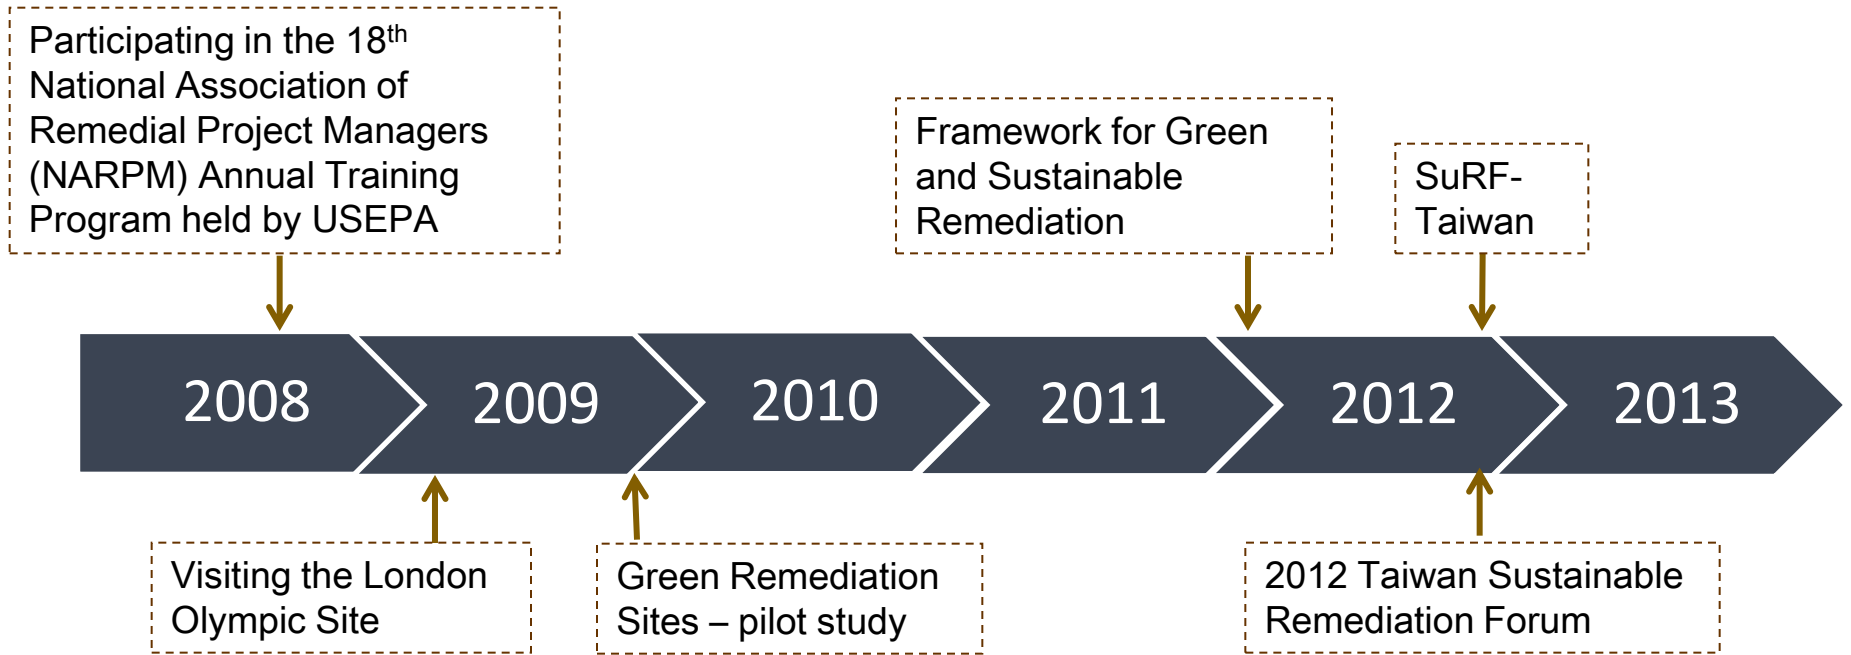 Participating in the 18th
National Association of
Remedial Project Managers
(NARPM) Annual Training
Program held by USEPA
Framework for Green
and Sustainable
Remediation
SuRF-
Taiwan
2008
2009
2010
2011
2012
2013
Visiting the London
Olympic Site
Green Remediation
Sites – pilot study
2012 Taiwan Sustainable
Remediation Forum